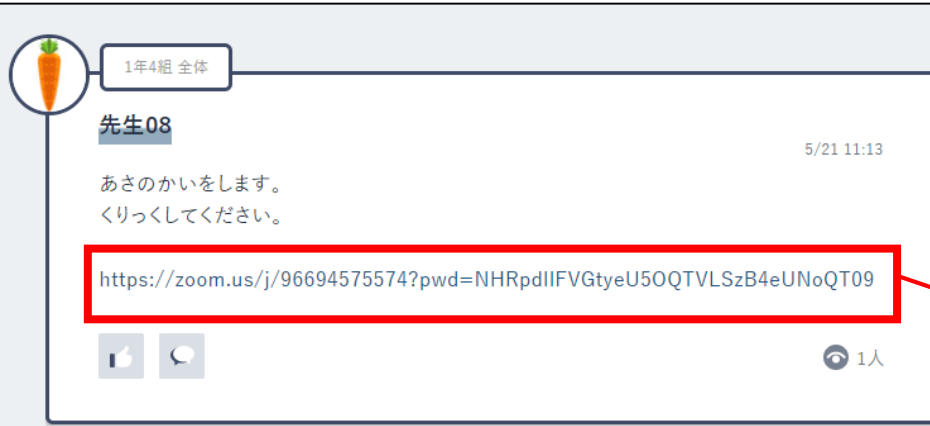 1年4組 全体
先生08
5/21 11:13
あさのかいをします。
くりっくしてください。
https://zoom.us/j/96694575574?pwd=NHRpdllFVGtyeU5OQTVLSzB4eUNoQT09
1人